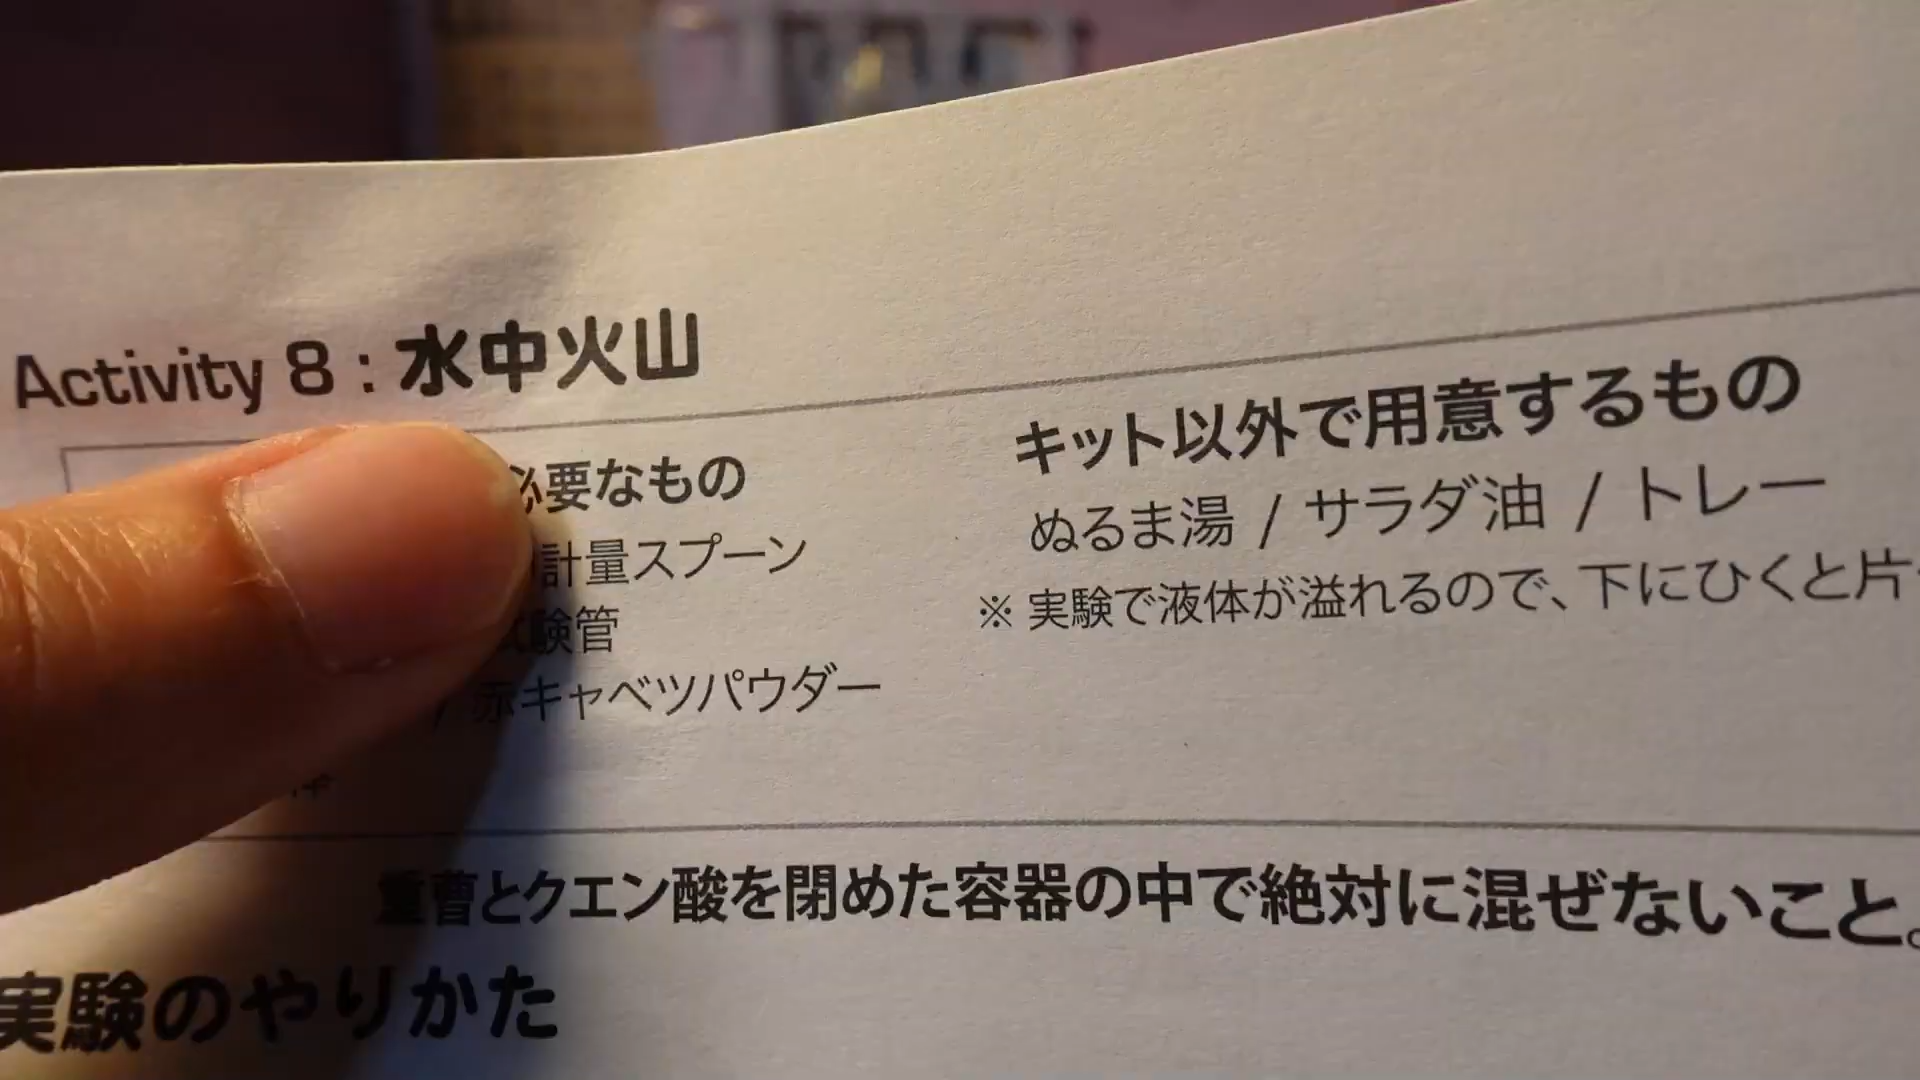 Activity 8 : 水中火山
必要なもの
計量スプーン
試験管
/ 赤キャベツパウダー
棒
キット以外で用意するもの
ぬるま湯 / サラダ油 / トレー
※ 実験で液体が溢れるので、下にひくと片
重曹とクエン酸を閉めた容器の中で絶対に混ぜないこと。
実験のやりかた